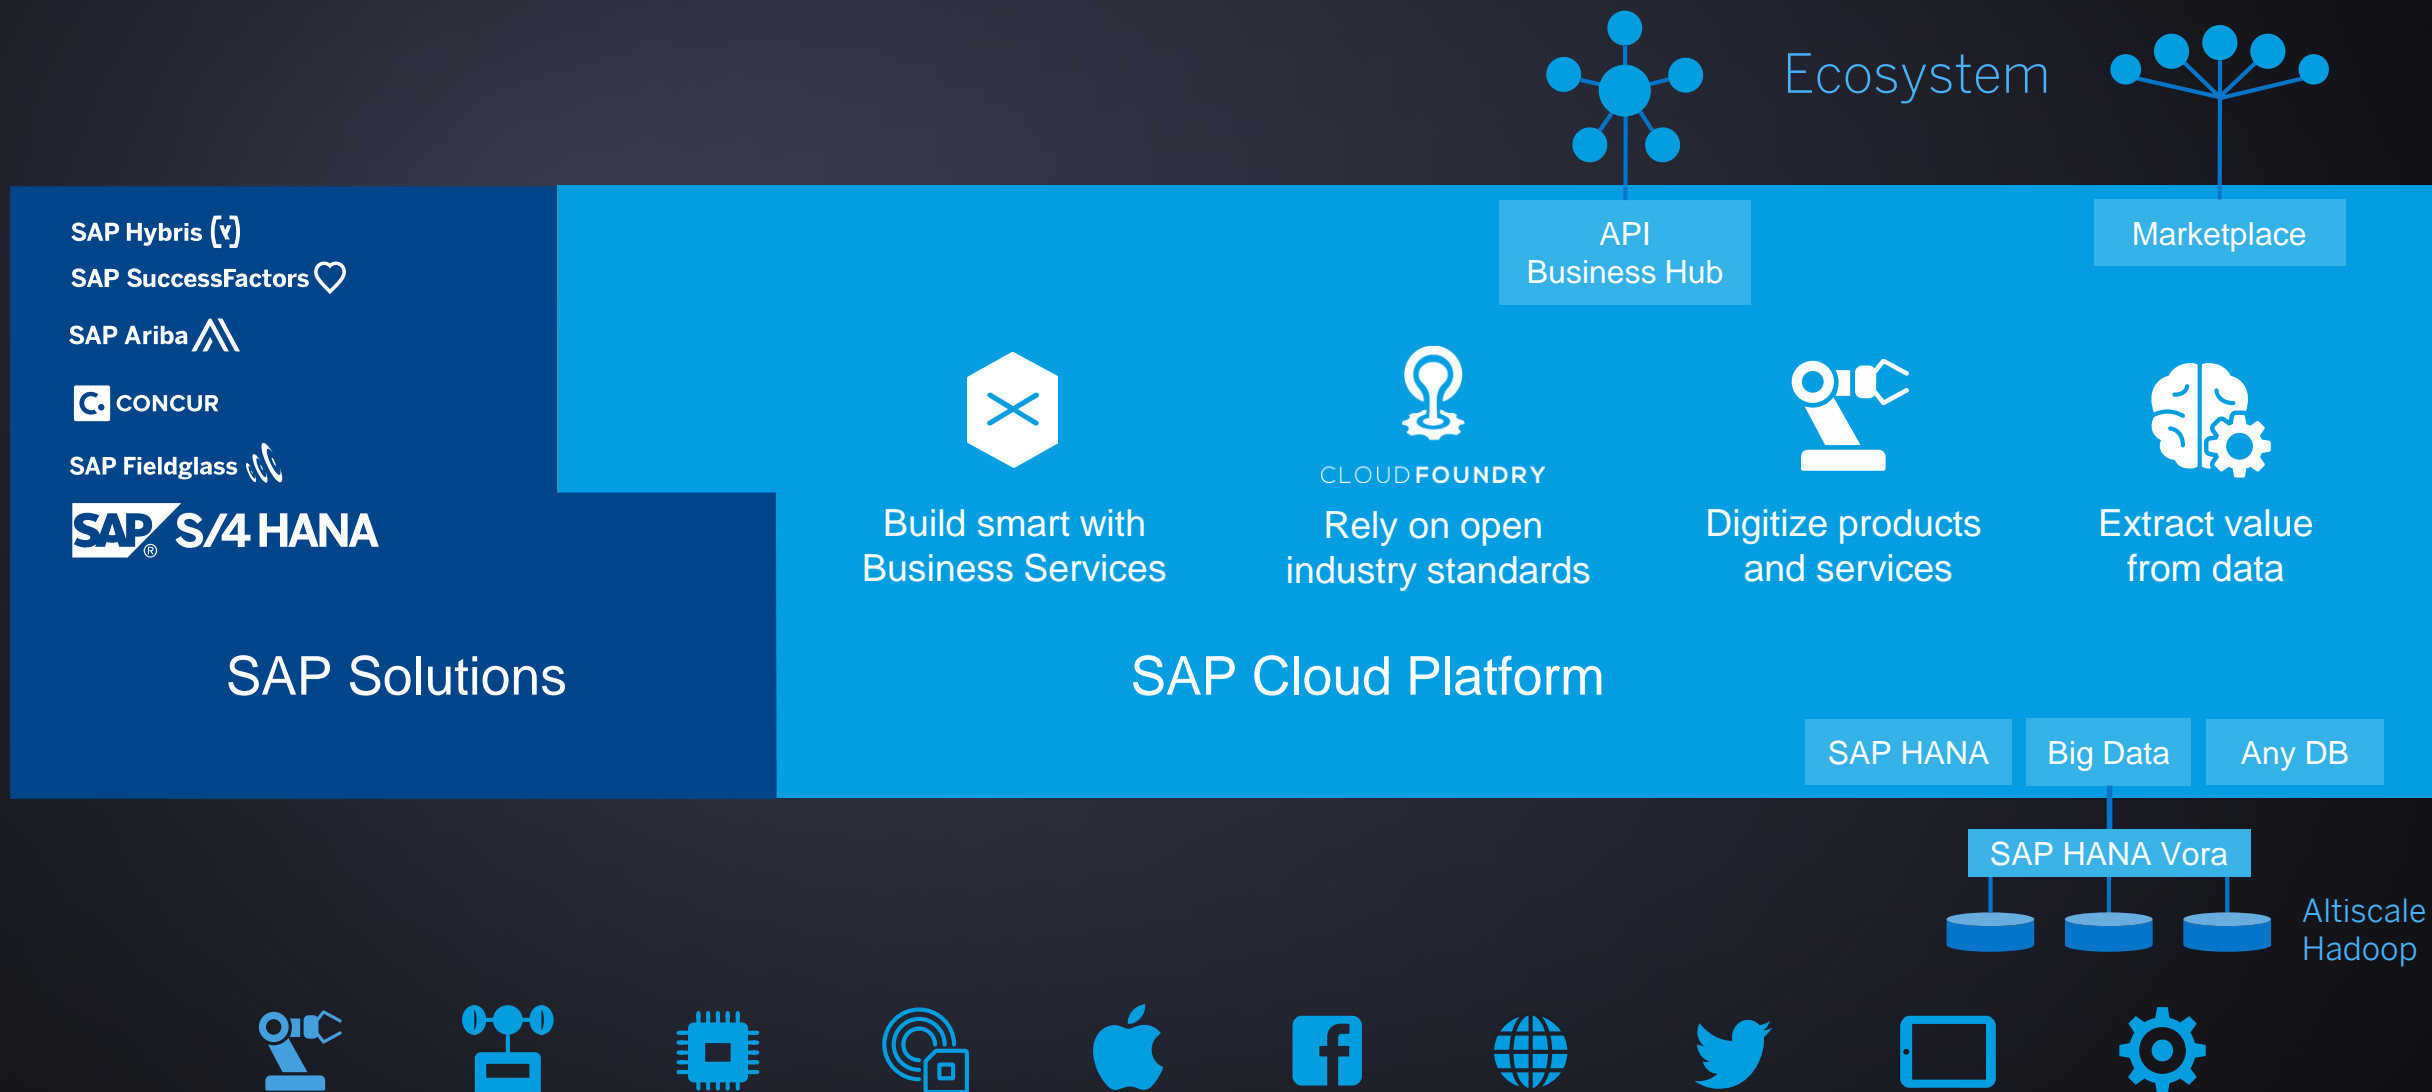 Ecosystem
API
Business Hub
Marketplace
SAP Hybris
SAP SuccessFactors
SAP Ariba
C. CONCUR
SAP Fieldglass
SAP® S/4HANA
SAP Solutions
CLOUD FOUNDRY
Build smart with
Business Services
Rely on open
industry standards
Digitize products
and services
Extract value
from data
SAP Cloud Platform
SAP HANA
Big Data
Any DB
SAP HANA Vora
Altiscale
Hadoop